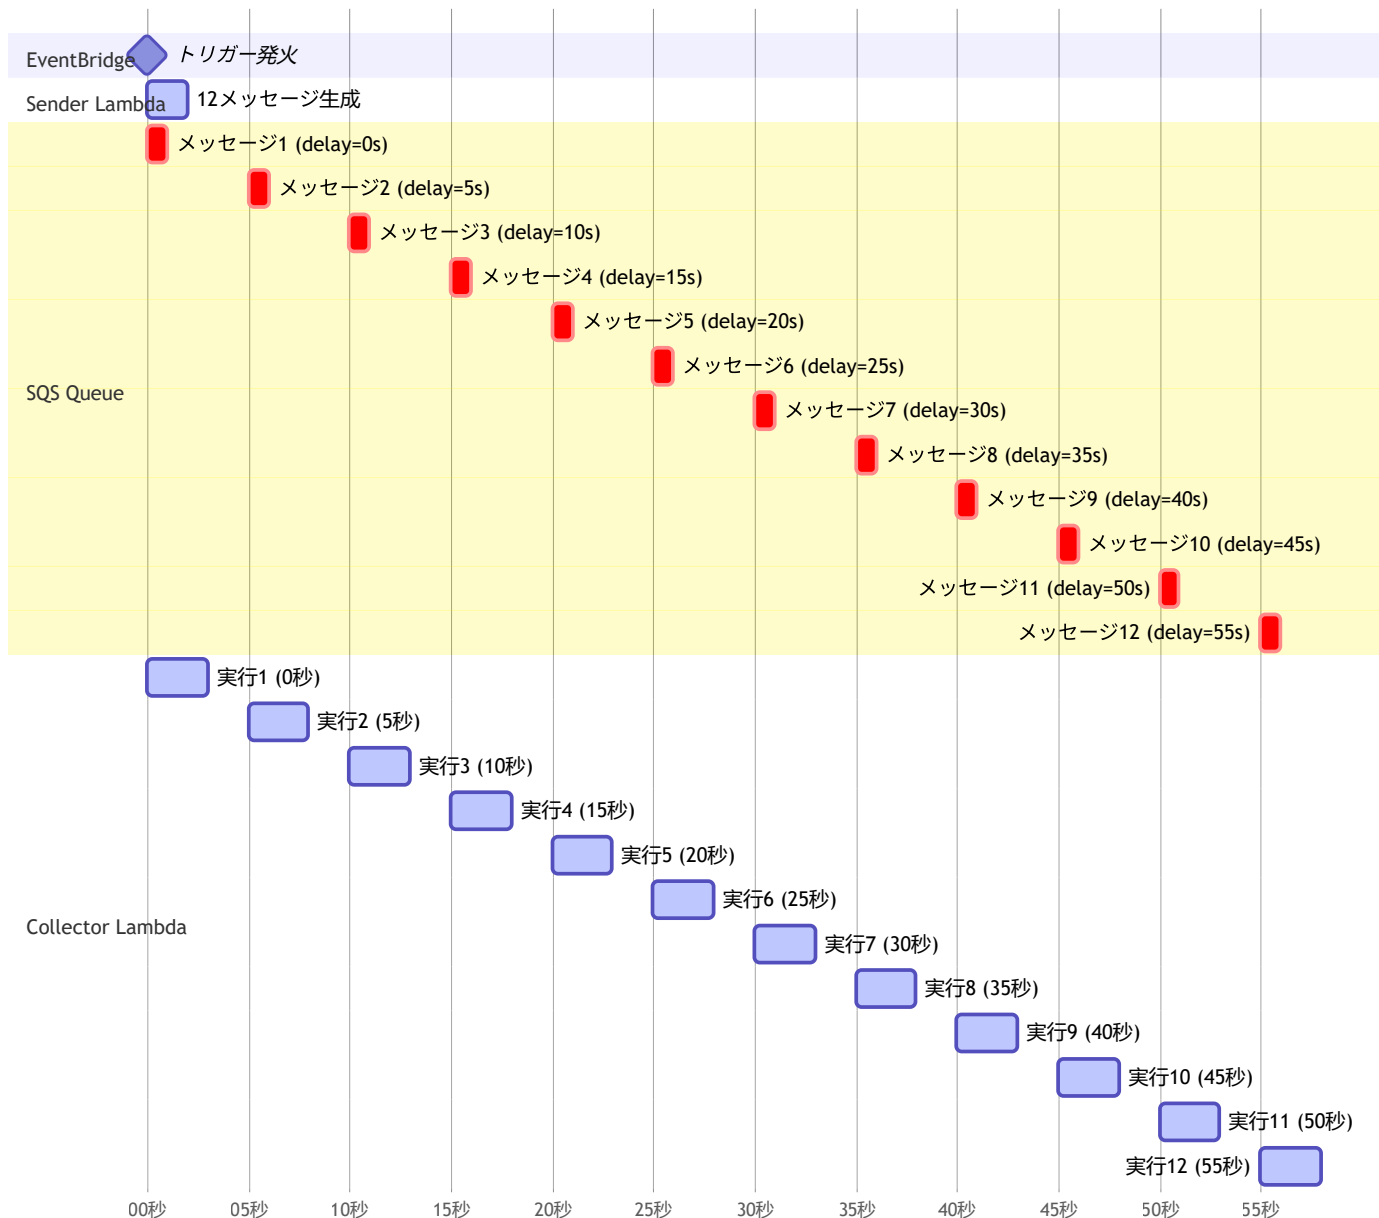 EventBridge
トリガー発火
Sender Lambda
12メッセージ生成
SQS Queue
メッセージ1 (delay=0s)
メッセージ2 (delay=5s)
メッセージ3 (delay=10s)
メッセージ4 (delay=15s)
メッセージ5 (delay=20s)
メッセージ6 (delay=25s)
メッセージ7 (delay=30s)
メッセージ8 (delay=35s)
メッセージ9 (delay=40s)
メッセージ10 (delay=45s)
メッセージ11 (delay=50s)
メッセージ12 (delay=55s)
Collector Lambda
実行1 (0秒)
実行2 (5秒)
実行3 (10秒)
実行4 (15秒)
実行5 (20秒)
実行6 (25秒)
実行7 (30秒)
実行8 (35秒)
実行9 (40秒)
実行10 (45秒)
実行11 (50秒)
実行12 (55秒)
00秒 05秒 10秒 15秒 20秒 25秒 30秒 35秒 40秒 45秒 50秒 55秒